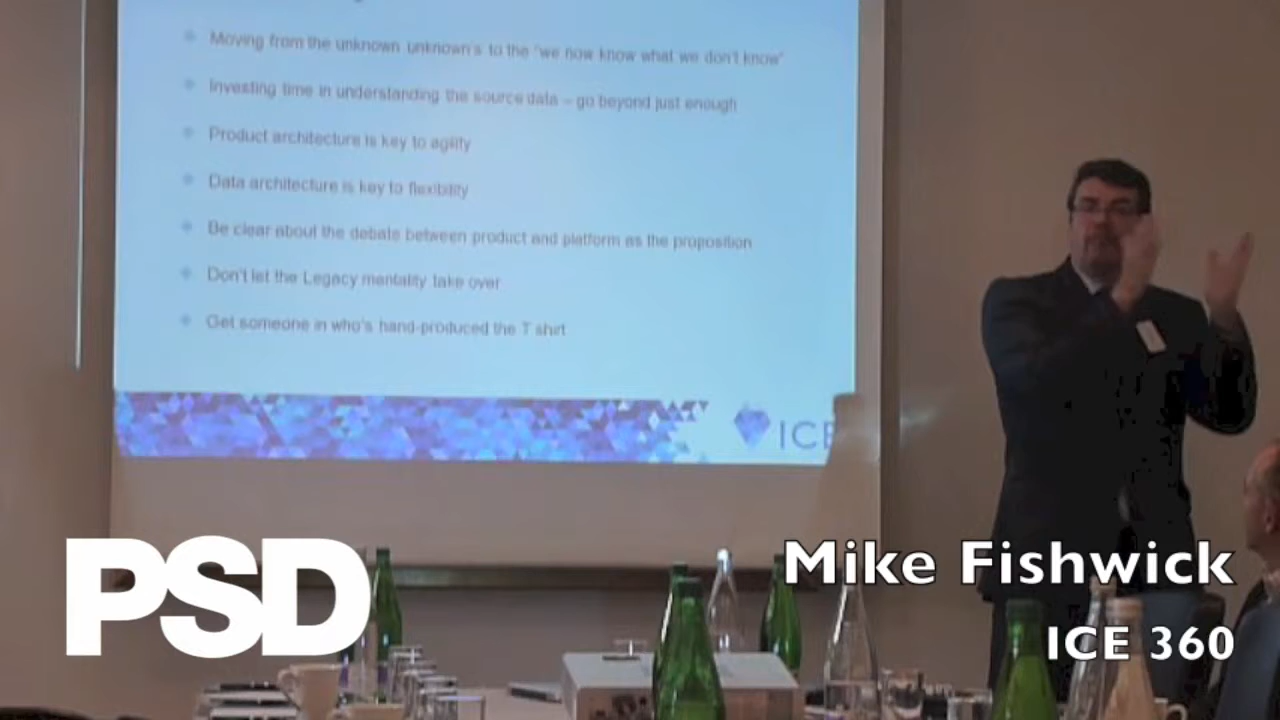 Moving from the unknown unknown's to the "we now know what we don't know"
Investing time in understanding the source data – go beyond just enough
Product architecture is key to agility
Data architecture is key to flexibility
Be clear about the debate between product and platform as the proposition
Don't let the Legacy mentality take over
Get someone in who's hand-produced the T shirt
ICE
PSD
Mike Fishwick
ICE 360